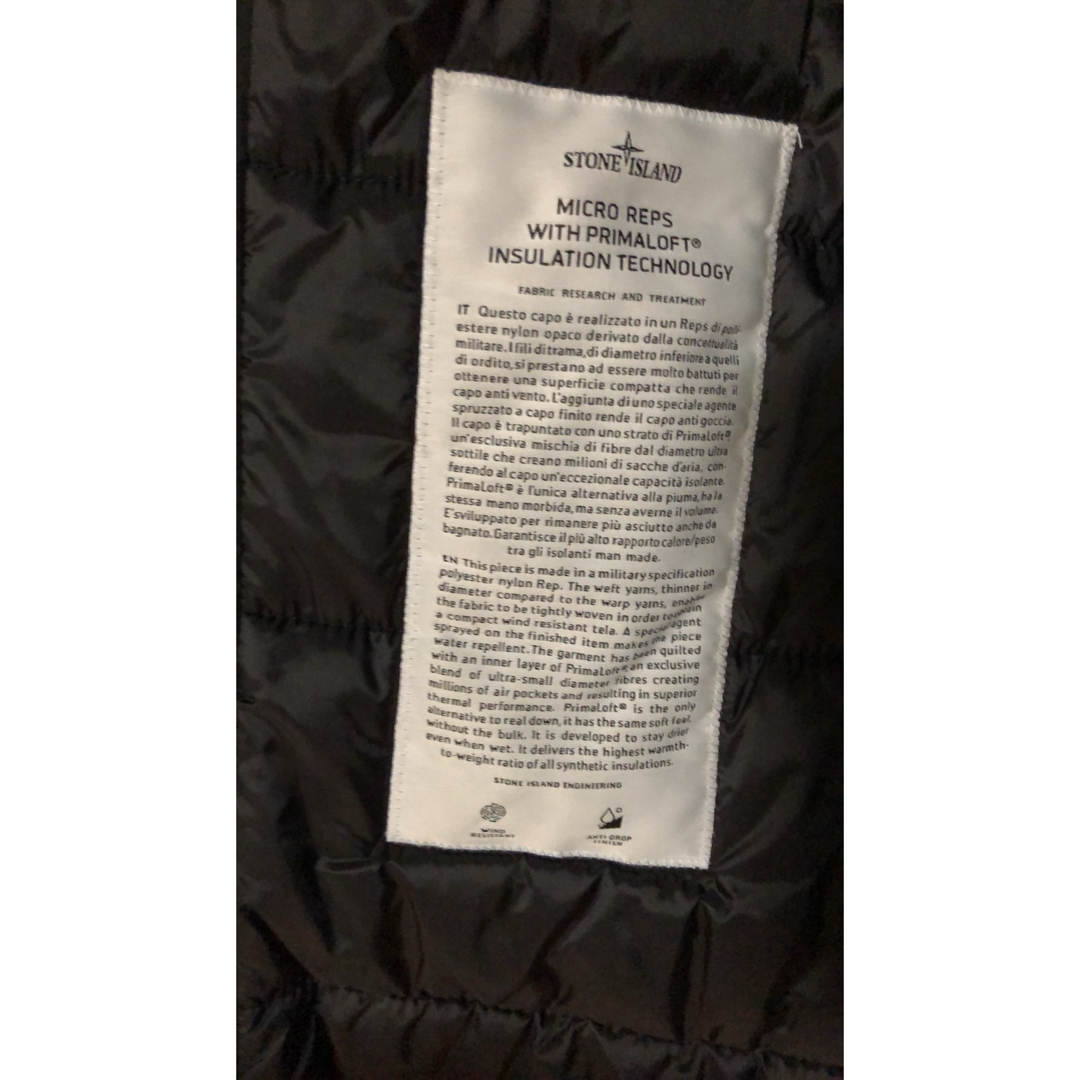 STONE ISLAND
MICRO REPS
WITH PRIMALOFT®
INSULATION TECHNOLOGY
FABRIC RESEARCH AND TREATMENT
IT Questo capo è realizzato in un Reps di poli-
estere nylon opaco derivato dalla concettualità
militare. I fili di trama, di diametro inferiore a quelli
di ordito, si prestano ad essere molto battuti per
ottenere una superficie compatta che rende il
capo anti vento. L'aggiunta di uno speciale agente
spruzzato a capo finito rende il capo anti goccia.
Il capo è trapuntato con uno strato di PrimaLoft®
un'esclusiva mischia di fibre dal diametro ultra
sottile che creano milioni di sacche d'aria, con-
ferendo al capo un'eccezionale capacità isolante.
PrimaLoft® è l'unica alternativa alla piuma, ha la
stessa mano morbida, ma senza averne il volume.
E'sviluppato per rimanere più asciutto anche da
bagnato. Garantisce il più alto rapporto calore/peso
tra gli isolanti man made.
EN This piece is made in a military specification
polyester nylon Rep. The weft yarns, thinner in
diameter compared to the warp yarns, enable
the fabric to be tightly woven in order to obtain
a compact wind resistant tela. A special agent
sprayed on the finished item makes the piece
water repellent. The garment has been quilted
with an inner layer of PrimaLoft® an exclusive
blend of ultra-small diameter fibres creating
millions of air pockets and resulting in superior
thermal performance. PrimaLoft® is the only
alternative to real down, it has the same soft feel,
without the bulk. It is developed to stay drier
even when wet. It delivers the highest warmth-
to-weight ratio of all synthetic insulations.
STONE ISLAND ENGINEERING
WIND
RESISTANT
ANTI DROP
FINISH